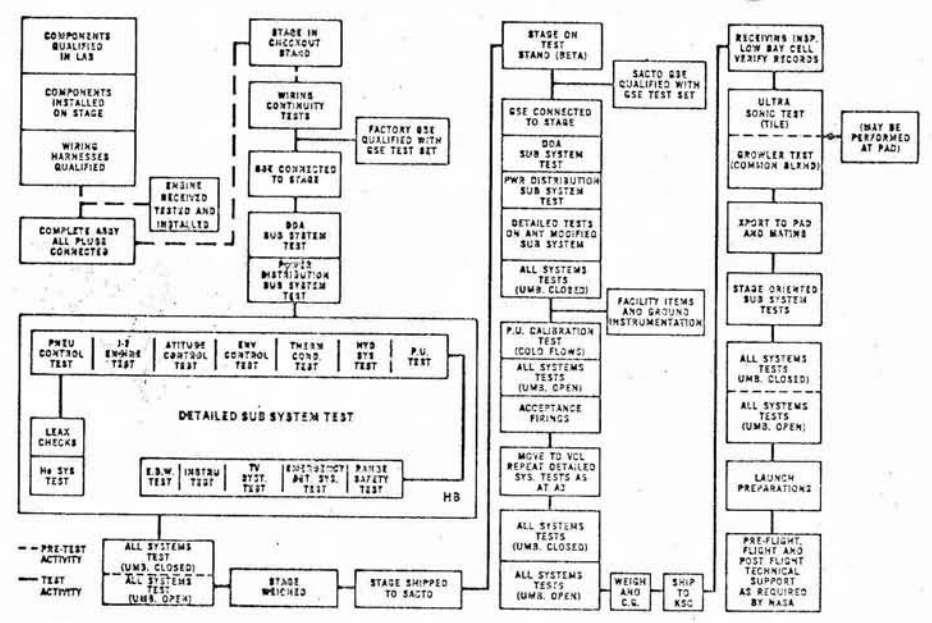 COMPONENTS
QUALIFIED
IN LAB
COMPONENTS
INSTALLED
ON STAGE
WIRING
HARNESSES
QUALIFIED
ENGINE
RECEIVED
TESTED AND
INSTALLED
COMPLETE ASSY
ALL PLUGS
CONNECTED
STAGE IN
CHECKOUT
STAND
WIRING
CONTINUITY
TESTS
FACTORY GSE
QUALIFIED WITH
GSE TEST SET
GSE CONNECTED
TO STAGE
DDA
SUB SYSTEM
TEST
POWER
DISTRIBUTION
SUB SYSTEM
TEST
PNEU
CONTROL
TEST
J-2
ENGINE
TEST
ATITUDE
CONTROL
TEST
ENV
CONTROL
TEST
THERM
COND.
TEST
HYD
SYS
TEST
P.U.
TEST
DETAILED SUB SYSTEM TEST
LEAK
CHECKS
He SYS
TEST
E.B.W.
TEST
INSTRU
TEST
TV
SYST.
TEST
EMERGENCY
DET. SYS.
TEST
RANGE
SAFETY
TEST
HB
PRE-TEST
ACTIVITY
TEST
ACTIVITY
ALL SYSTEMS
TEST
(UMB. CLOSED)
ALL SYSTEMS
TEST
(UMB. OPEN)
STAGE
WEIGHED
STAGE SHIPPED
TO SACTO
STAGE ON
TEST
STAND (BETA)
SACTO GSE
QUALIFIED WITH
GSE TEST SET
GSE CONNECTED
TO STAGE
DDA
SUB SYSTEM
TEST
PWR DISTRIBUTION
SUB SYSTEM
TEST
DETAILED TESTS
ON ANY MODIFIED
SUB SYSTEM
ALL SYSTEMS
TESTS
(UMB. CLOSED)
FACILITY ITEMS
AND GROUND
INSTRUMENTATION
P.U. CALIBRATION
TEST
(COLD FLOWS)
ALL SYSTEMS
TESTS
(UMB. OPEN)
ACCEPTANCE
FIRINGS
MOVE TO VCL
REPEAT DETAILED
SYS. TESTS AS
AT A3
ALL SYSTEMS
TESTS
(UMB. CLOSED)
ALL SYSTEMS
TESTS
(UMB. OPEN)
WEIGH
AND
C.G.
SHIP
TO
KSC
RECEIVING INSP.
LOW BAY CELL
VERIFY RECORDS
ULTRA
SONIC TEST
(TILE)
GROWLER TEST
(COMMON BLKHD)
(MAY BE
PERFORMED
AT PAD)
XPORT TO PAD
AND MATING
STAGE ORIENTED
SUB SYSTEM
TESTS
ALL SYSTEMS
TESTS
UMB. CLOSED)
ALL SYSTEMS
TESTS
(UMB. OPEN)
LAUNCH
PREPARATIONS
PRE-FLIGHT,
FLIGHT AND
POST FLIGHT
TECHNICAL
SUPPORT
AS REQUIRED
BY NASA